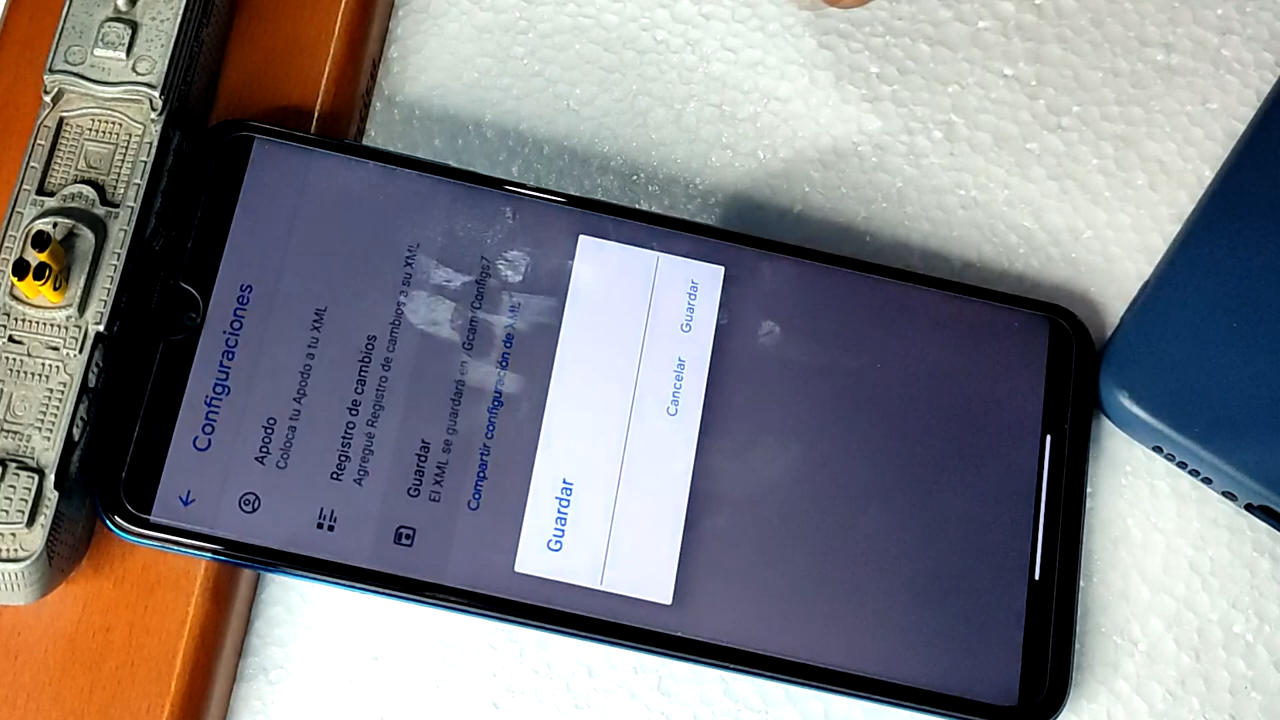 Configuraciones
Apodo
Coloca tu Apodo a tu XML
Registro de cambios
Agregué Registro de cambios a su XML
Guardar
El XML se guardará en /Gcam/Configs7
Compartir configuración de XML
Guardar
Cancelar
Guardar